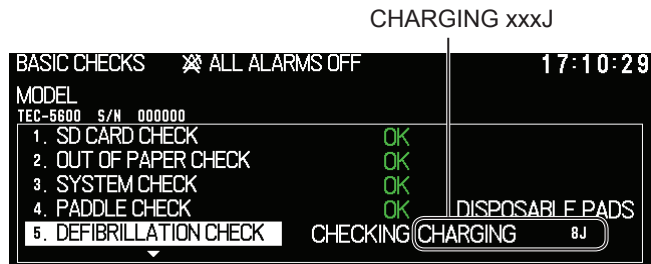 CHARGING xxxJ
BASIC CHECKS ALL ALARMS OFF 17:10:29
MODEL
TEC-5600 S/N 000000
1. SD CARD CHECK OK
2. OUT OF PAPER CHECK OK
3. SYSTEM CHECK OK
4. PADDLE CHECK OK DISPOSABLE PADS
5. DEFIBRILLATION CHECK CHECKING CHARGING 8J